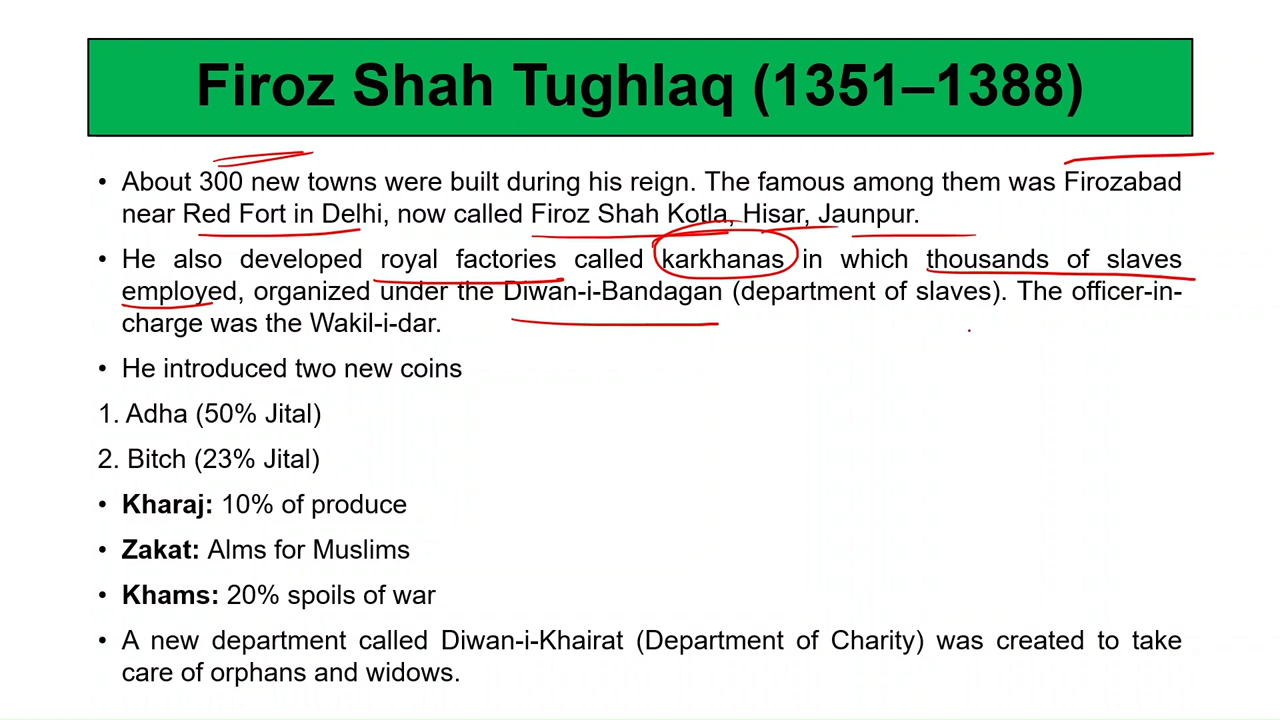 Firoz Shah Tughlaq (1351–1388)
• About 300 new towns were built during his reign. The famous among them was Firozabad
near Red Fort in Delhi, now called Firoz Shah Kotla, Hisar, Jaunpur.
• He also developed royal factories called karkhanas in which thousands of slaves
employed, organized under the Diwan-i-Bandagan (department of slaves). The officer-in-
charge was the Wakil-i-dar.
• He introduced two new coins
1. Adha (50% Jital)
2. Bitch (23% Jital)
• Kharaj: 10% of produce
• Zakat: Alms for Muslims
• Khams: 20% spoils of war
• A new department called Diwan-i-Khairat (Department of Charity) was created to take
care of orphans and widows.